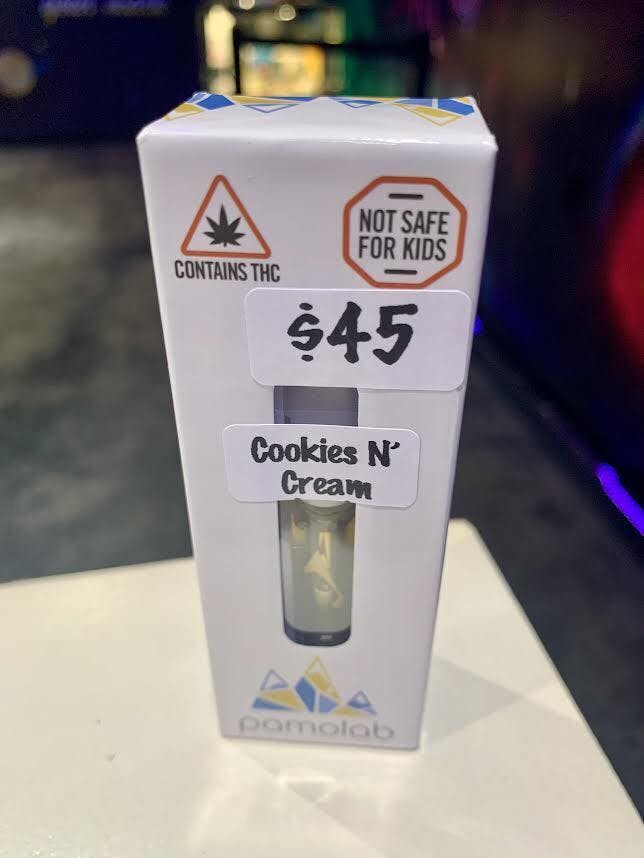 CONTAINS THC
NOT SAFE
FOR KIDS
$45
Cookies N'
Cream
pamolab